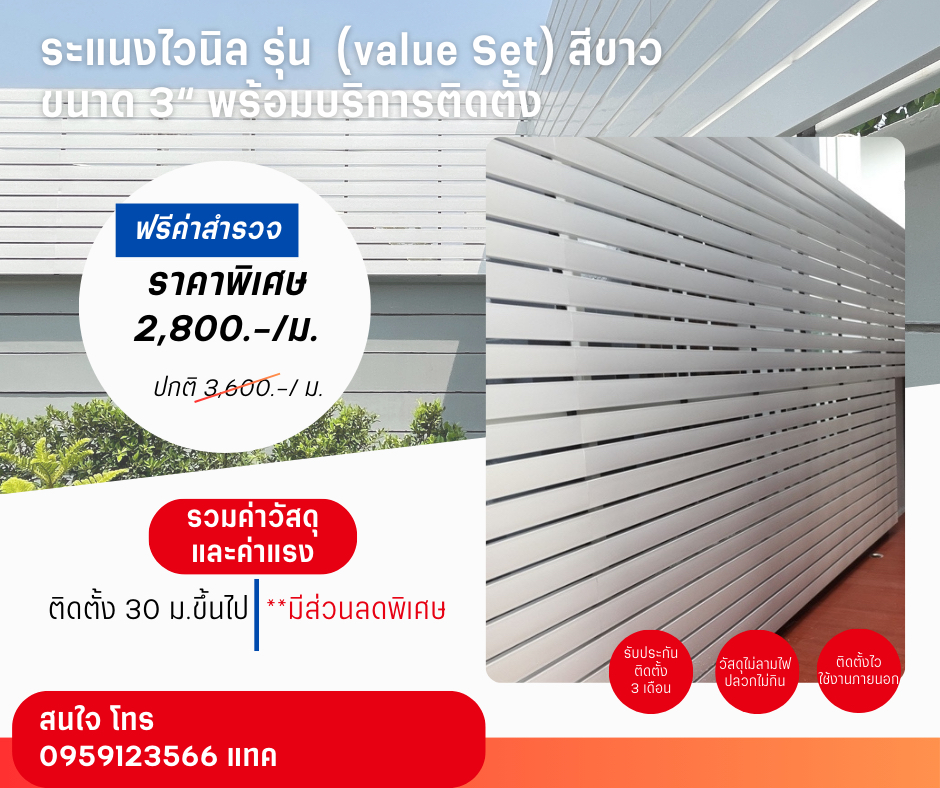 ระแนงไวนิล รุ่น (value Set) สีขาว
ขนาด 3“ พร้อมบริการติดตั้ง
ฟรีค่าสำรวจ
ราคาพิเศษ
2,800.-/ม.
ปกติ 3,600.-/ ม.
รวมค่าวัสดุ
และค่าแรง
ติดตั้ง 30 ม.ขึ้นไป
**มีส่วนลดพิเศษ
รับประกัน
ติดตั้ง
3 เดือน
วัสดุไม่ลามไฟ
ปลวกไม่กิน
ติดตั้งไว
ใช้งานภายนอก
สนใจ โทร
0959123566 แทค